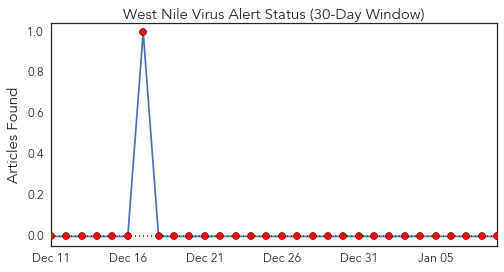 West Nile Virus Alert Status (30-Day Window)
Articles Found
1.0
0.8
0.6
0.4
0.2
0.0
Dec 11 Dec 16 Dec 21 Dec 26 Dec 31 Jan 05